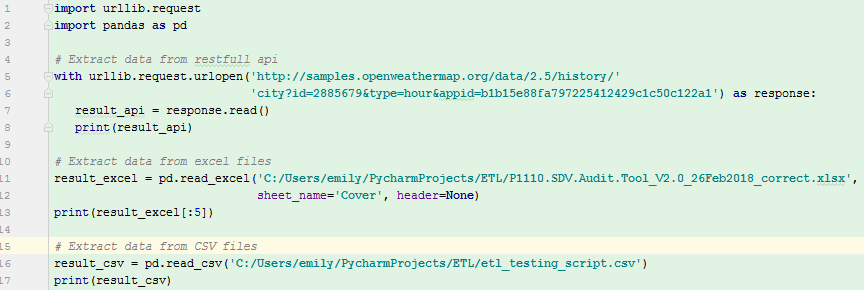 1 import urllib.request
2 import pandas as pd
3
4 # Extract data from restfull api
5 with urllib.request.urlopen('http://samples.openweathermap.org/data/2.5/history/'
6 'city?id=2885679&type=hour&appid=b1b15e88fa797225412429c1c50c122a1') as response:
7 result_api = response.read()
8 print(result_api)
9
10 # Extract data from excel files
11 result_excel = pd.read_excel('C:/Users/emily/PycharmProjects/ETL/P1110.SDV.Audit.Tool_V2.0_26Feb2018_correct.xlsx',
12 sheet_name='Cover', header=None)
13 print(result_excel[:5])
14
15 # Extract data from CSV files
16 result_csv = pd.read_csv('C:/Users/emily/PycharmProjects/ETL/etl_testing_script.csv')
17 print(result_csv)